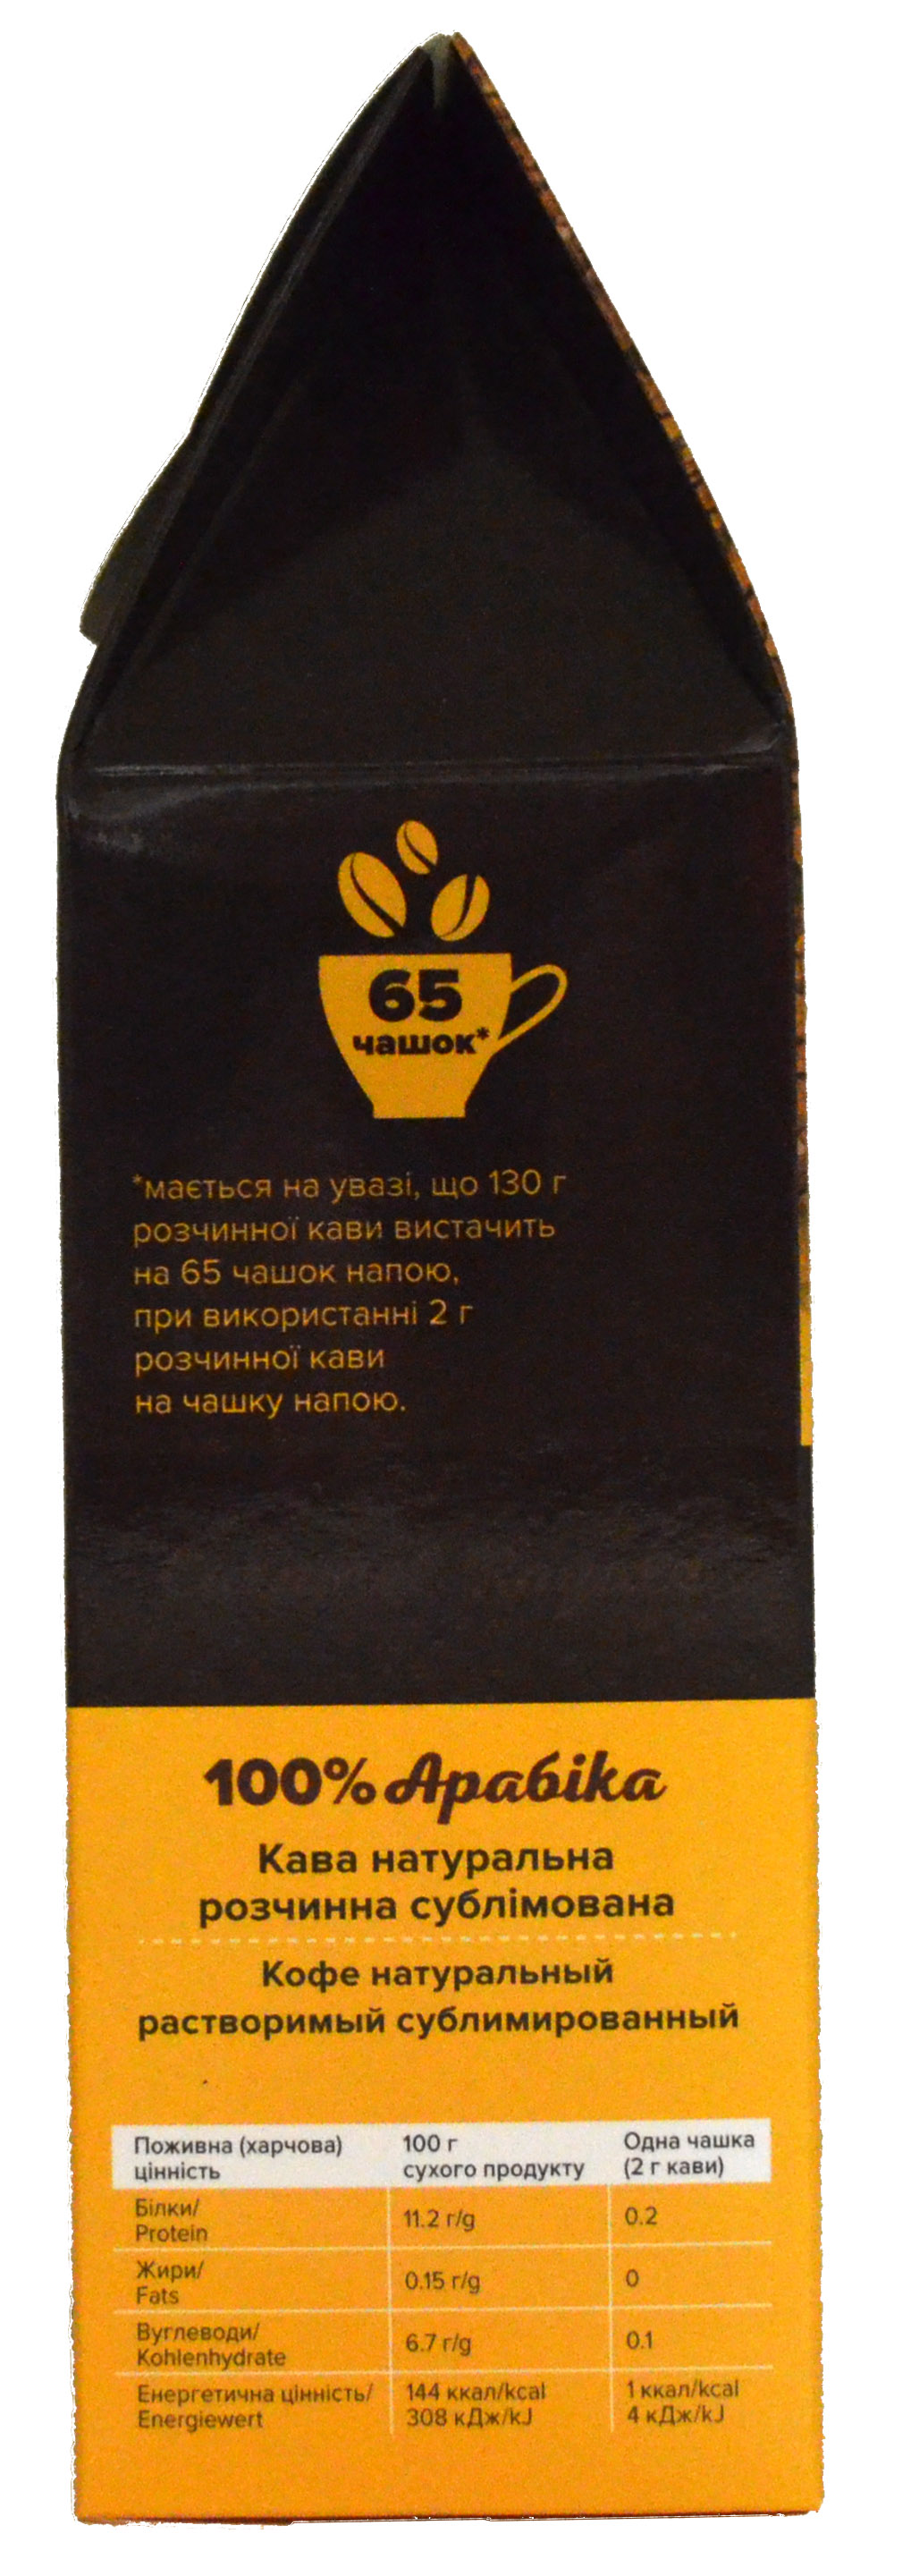 65
чашок*
*мається на увазі, що 130 г
розчинної кави вистачить
на 65 чашок напою,
при використанні 2 г
розчинної кави
на чашку напою.
100% Арабіка
Кава натуральна
розчинна сублімована
Кофе натуральный
растворимый сублимированный
Поживна (харчова) 100 г Одна чашка
цінність сухого продукту (2 г кави)
Білки/
Protein 11.2 г/g 0.2
Жири/
Fats 0.15 г/g 0
Вуглеводи/
Kohlenhydrate 6.7 г/g 0.1
Енергетична цінність/ 144 ккал/kcal 1 ккал/kcal
Energiewert 308 кДж/kJ 4 кДж/kJ